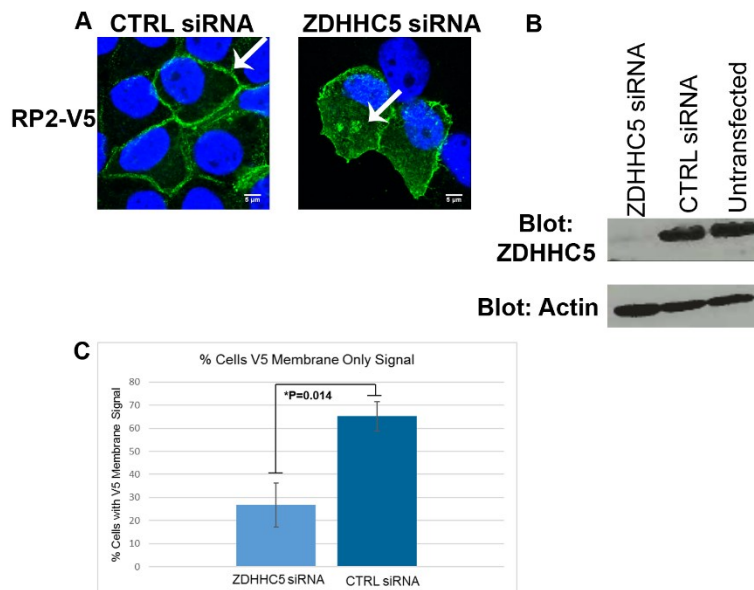 A
CTRL siRNA
ZDHHC5 siRNA
RP2-V5
5 µm
5 µm
B
ZDHHC5 siRNA
CTRL siRNA
Untransfected
Blot:
ZDHHC5
Blot: Actin
C
% Cells V5 Membrane Only Signal
% Cells with V5 Membrane Signal
80
70
60
50
40
30
20
10
0
*P=0.014
ZDHHC5 siRNA
CTRL siRNA